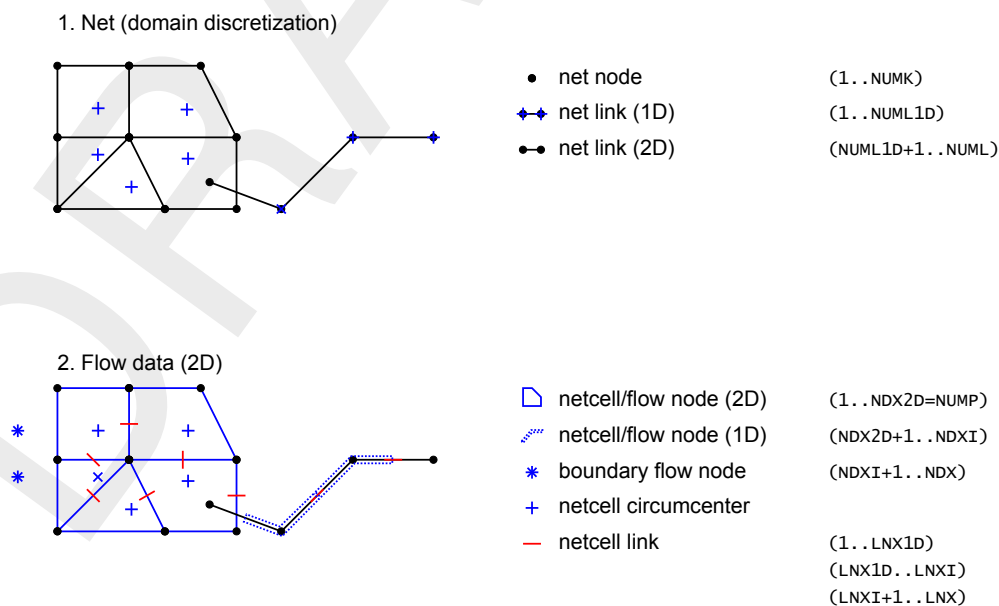 1. Net (domain discretization)
net node (1..NUMK)
net link (1D) (1..NUML1D)
net link (2D) (NUML1D+1..NUML)
2. Flow data (2D)
netcell/flow node (2D) (1..NDX2D=NUMP)
netcell/flow node (1D) (NDX2D+1..NDXI)
boundary flow node (NDXI+1..NDX)
netcell circumcenter
netcell link (1..LNX1D)
(LNX1D..LNXI)
(LNXI+1..LNX)